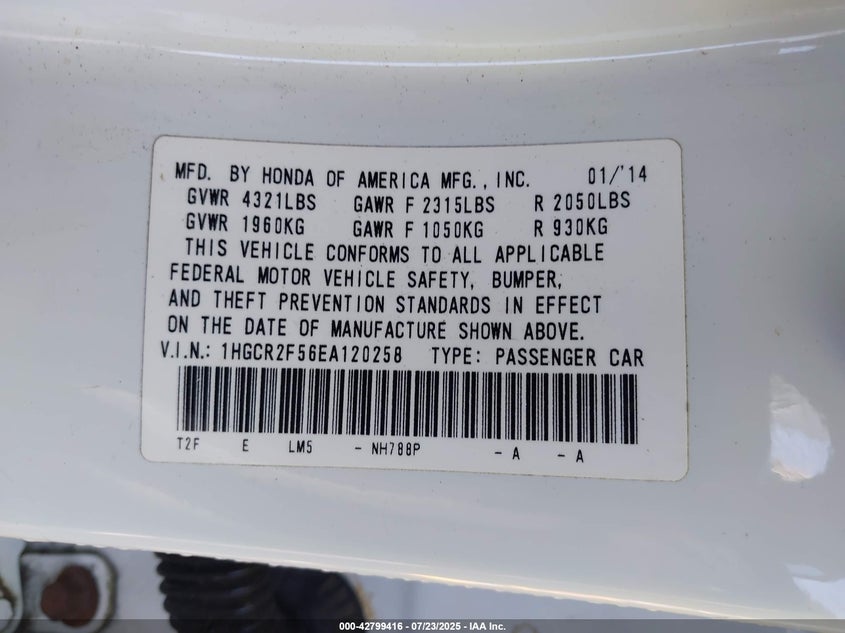 MFD. BY HONDA OF AMERICA MFG., INC. 01/'14
GVWR 4321LBS GAWR F 2315LBS R 2050LBS
GVWR 1960KG GAWR F 1050KG R 930KG
THIS VEHICLE CONFORMS TO ALL APPLICABLE
FEDERAL MOTOR VEHICLE SAFETY, BUMPER,
AND THEFT PREVENTION STANDARDS IN EFFECT
ON THE DATE OF MANUFACTURE SHOWN ABOVE.
V.I.N.: 1HGCR2F56EA120258 TYPE: PASSENGER CAR
T2F E LM5 - NH788P - A - A
000-42799416 - 07/23/2025 - IAA Inc.